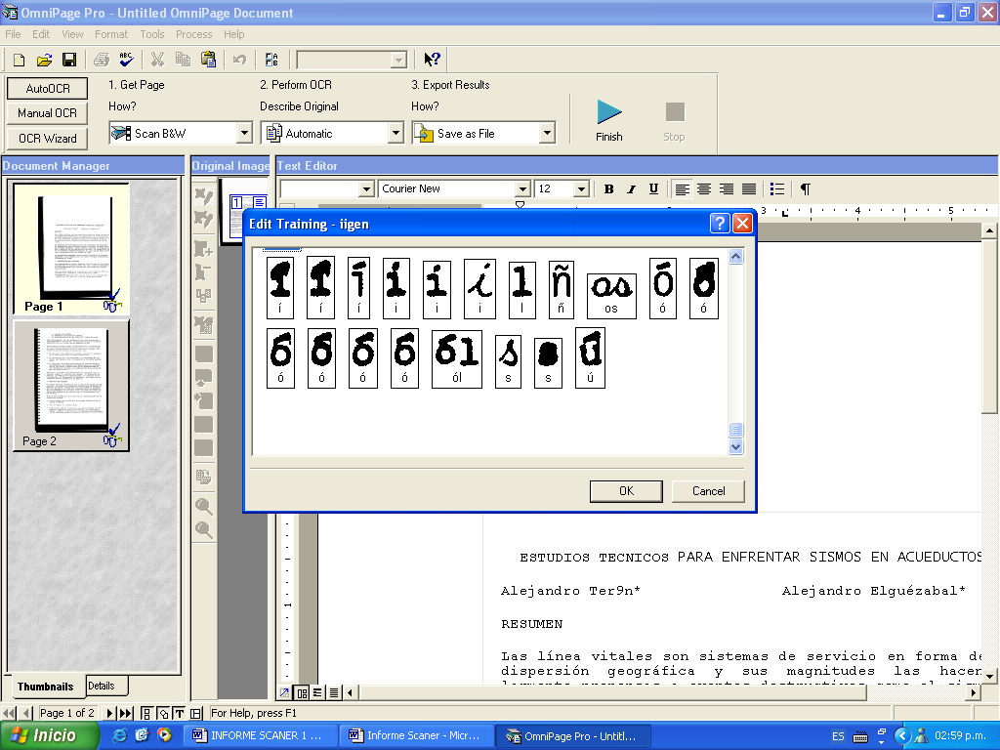 OmniPage Pro - Untitled OmniPage Document
File Edit View Format Tools Process Help
AutoOCR
Manual OCR
OCR Wizard
1. Get Page
How?
Scan B&W
2. Perform OCR
Describe Original
Automatic
3. Export Results
How?
Save as File
Finish
Stop
Document Manager
Page 1
Page 2
Thumbnails
Details
Original Image
1
Text Editor
Courier New
12
B I U
3 4 5
Edit Training - iigen
í í í i i i l ñ os ó ó
ó ó ó ó ól s s ú
OK
Cancel
1
ESTUDIOS TECNICOS PARA ENFRENTAR SISMOS EN ACUEDUCTOS
Alejandro Ter9n* Alejandro Elguézabal*
RESUMEN
Las línea vitales son sistemas de servicio en forma de
dispersión geográfica y sus magnitudes las hacen
Page 1 of 2
For Help, press F1
Inicio
INFORME SCANER 1 ...
Informe Scaner - Micr...
OmniPage Pro - Untitl...
ES
02:59 p.m.